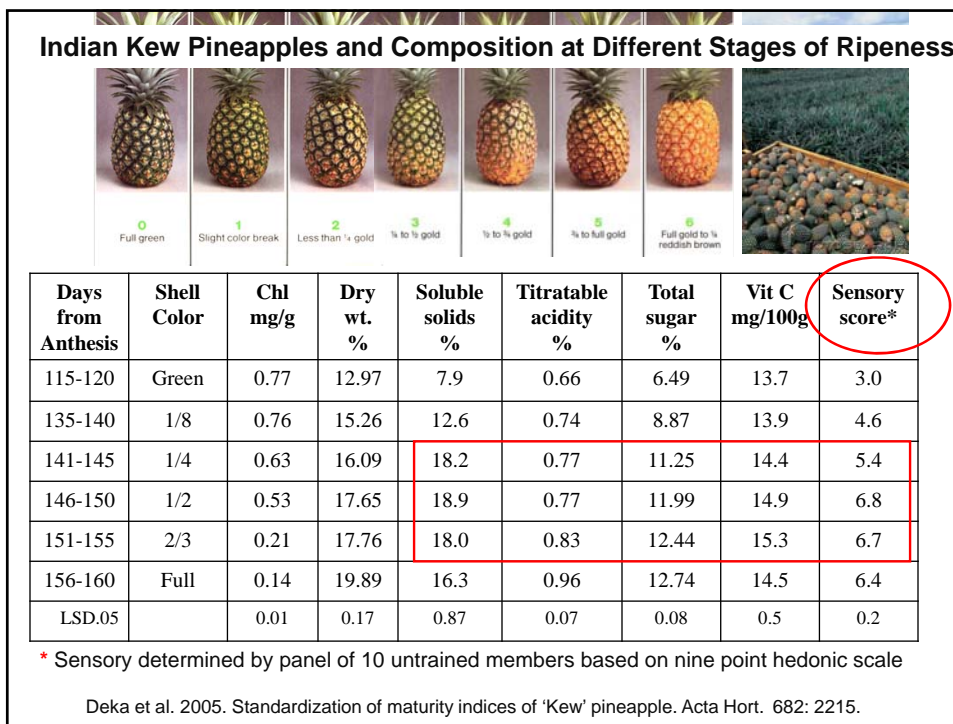 Indian Kew Pineapples and Composition at Different Stages of Ripeness
0
Full green
1
Slight color break
2
Less than ¼ gold
3
¼ to ½ gold
4
½ to ¾ gold
5
¾ to full gold
6
Full gold to ¼
reddish brown
Days from Anthesis Shell Color Chl mg/g Dry wt. % Soluble solids % Titratable acidity % Total sugar % Vit C mg/100g Sensory score*
115-120 Green 0.77 12.97 7.9 0.66 6.49 13.7 3.0
135-140 1/8 0.76 15.26 12.6 0.74 8.87 13.9 4.6
141-145 1/4 0.63 16.09 18.2 0.77 11.25 14.4 5.4
146-150 1/2 0.53 17.65 18.9 0.77 11.99 14.9 6.8
151-155 2/3 0.21 17.76 18.0 0.83 12.44 15.3 6.7
156-160 Full 0.14 19.89 16.3 0.96 12.74 14.5 6.4
LSD.05 0.01 0.17 0.87 0.07 0.08 0.5 0.2
* Sensory determined by panel of 10 untrained members based on nine point hedonic scale
Deka et al. 2005. Standardization of maturity indices of ‘Kew’ pineapple. Acta Hort. 682: 2215.